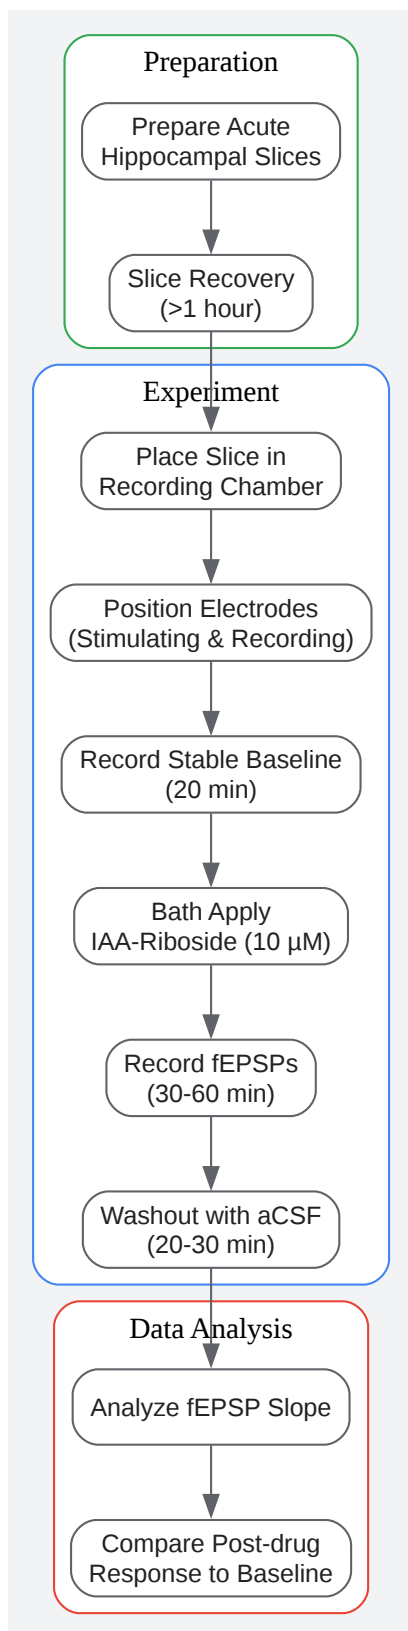 Preparation
Prepare Acute
Hippocampal Slices
Slice Recovery
(>1 hour)
Experiment
Place Slice in
Recording Chamber
Position Electrodes
(Stimulating & Recording)
Record Stable Baseline
(20 min)
Bath Apply
IAA-Riboside (10 µM)
Record fEPSPs
(30-60 min)
Washout with aCSF
(20-30 min)
Data Analysis
Analyze fEPSP Slope
Compare Post-drug
Response to Baseline